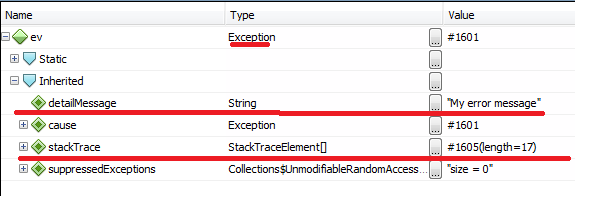 Name Type Value
ev Exception ... #1601
Static ...
Inherited ...
detailMessage String ... "My error message"
cause Exception ... #1601
stackTrace StackTraceElement[] ... #1605(length=17)
suppressedExceptions Collections$UnmodifiableRandomAccess... ... "size = 0"